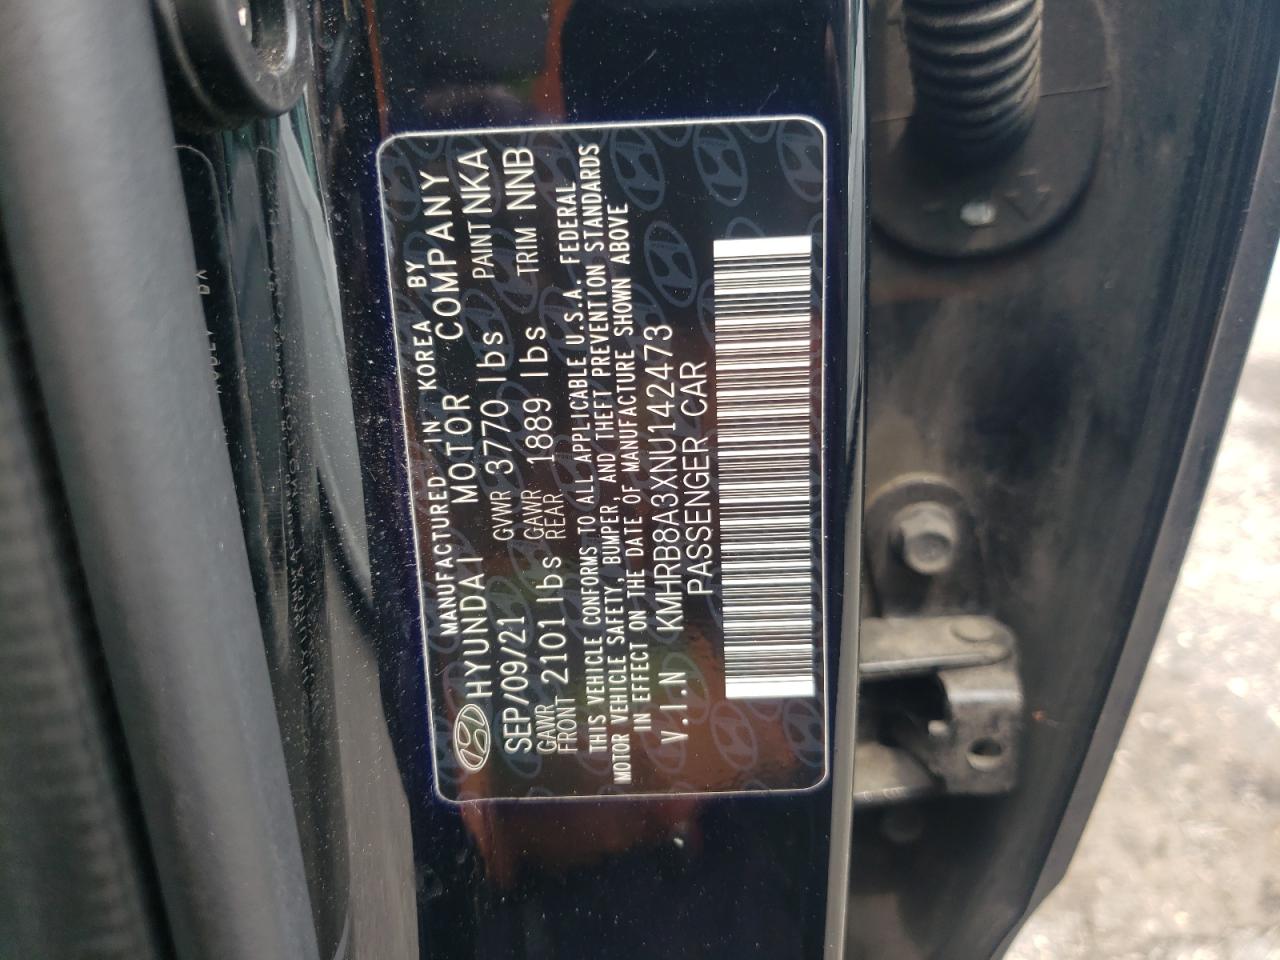 MANUFACTURED IN KOREA BY
HYUNDAI MOTOR COMPANY
SEP/09/21 GVWR 3770 lbs PAINT NKA
GAWR FRONT 2101 lbs GAWR REAR 1889 lbs TRIM NNB
THIS VEHICLE CONFORMS TO ALL APPLICABLE U.S.A. FEDERAL
MOTOR VEHICLE SAFETY, BUMPER, AND THEFT PREVENTION STANDARDS
IN EFFECT ON THE DATE OF MANUFACTURE SHOWN ABOVE
V.I.N KMHRB8A3XNU142473
PASSENGER CAR